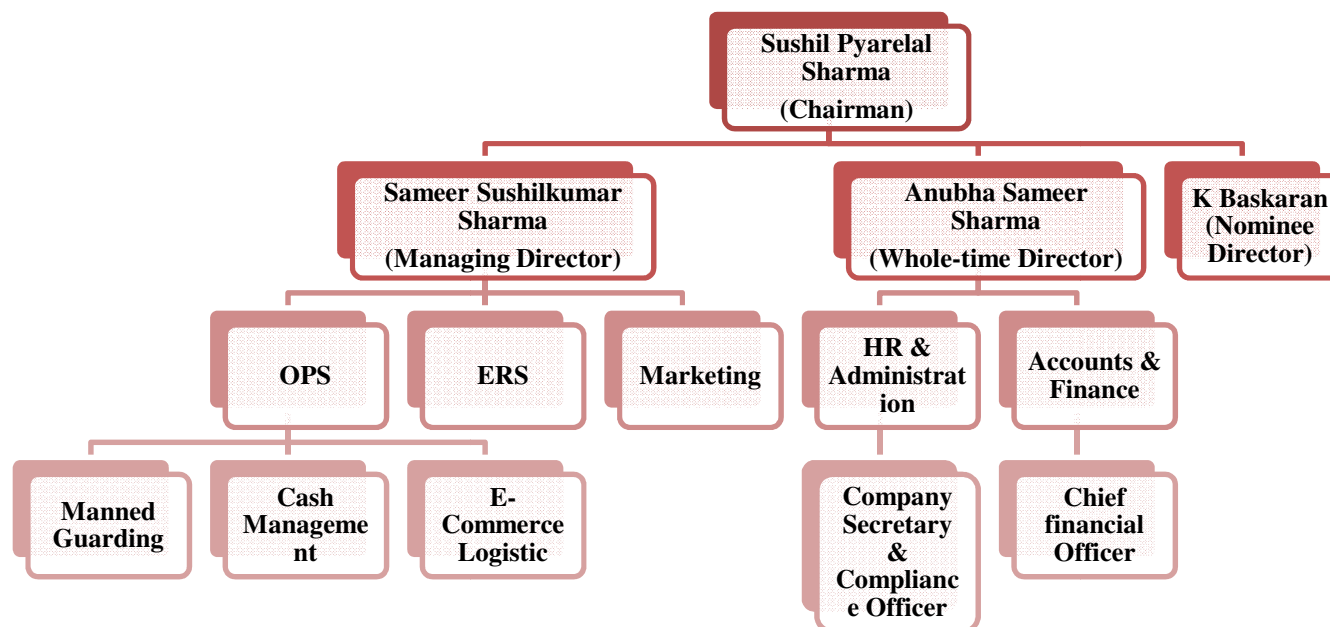 Sushil Pyarelal
Sharma
(Chairman)
Sameer Sushilkumar
Sharma
(Managing Director)
Anubha Sameer
Sharma
(Whole-time Director)
K Baskaran
(Nominee
Director)
OPS
ERS
Marketing
HR &
Administrat
ion
Accounts &
Finance
Manned
Guarding
Cash
Manageme
nt
E-
Commerce
Logistic
Company
Secretary
&
Complianc
e Officer
Chief
financial
Officer